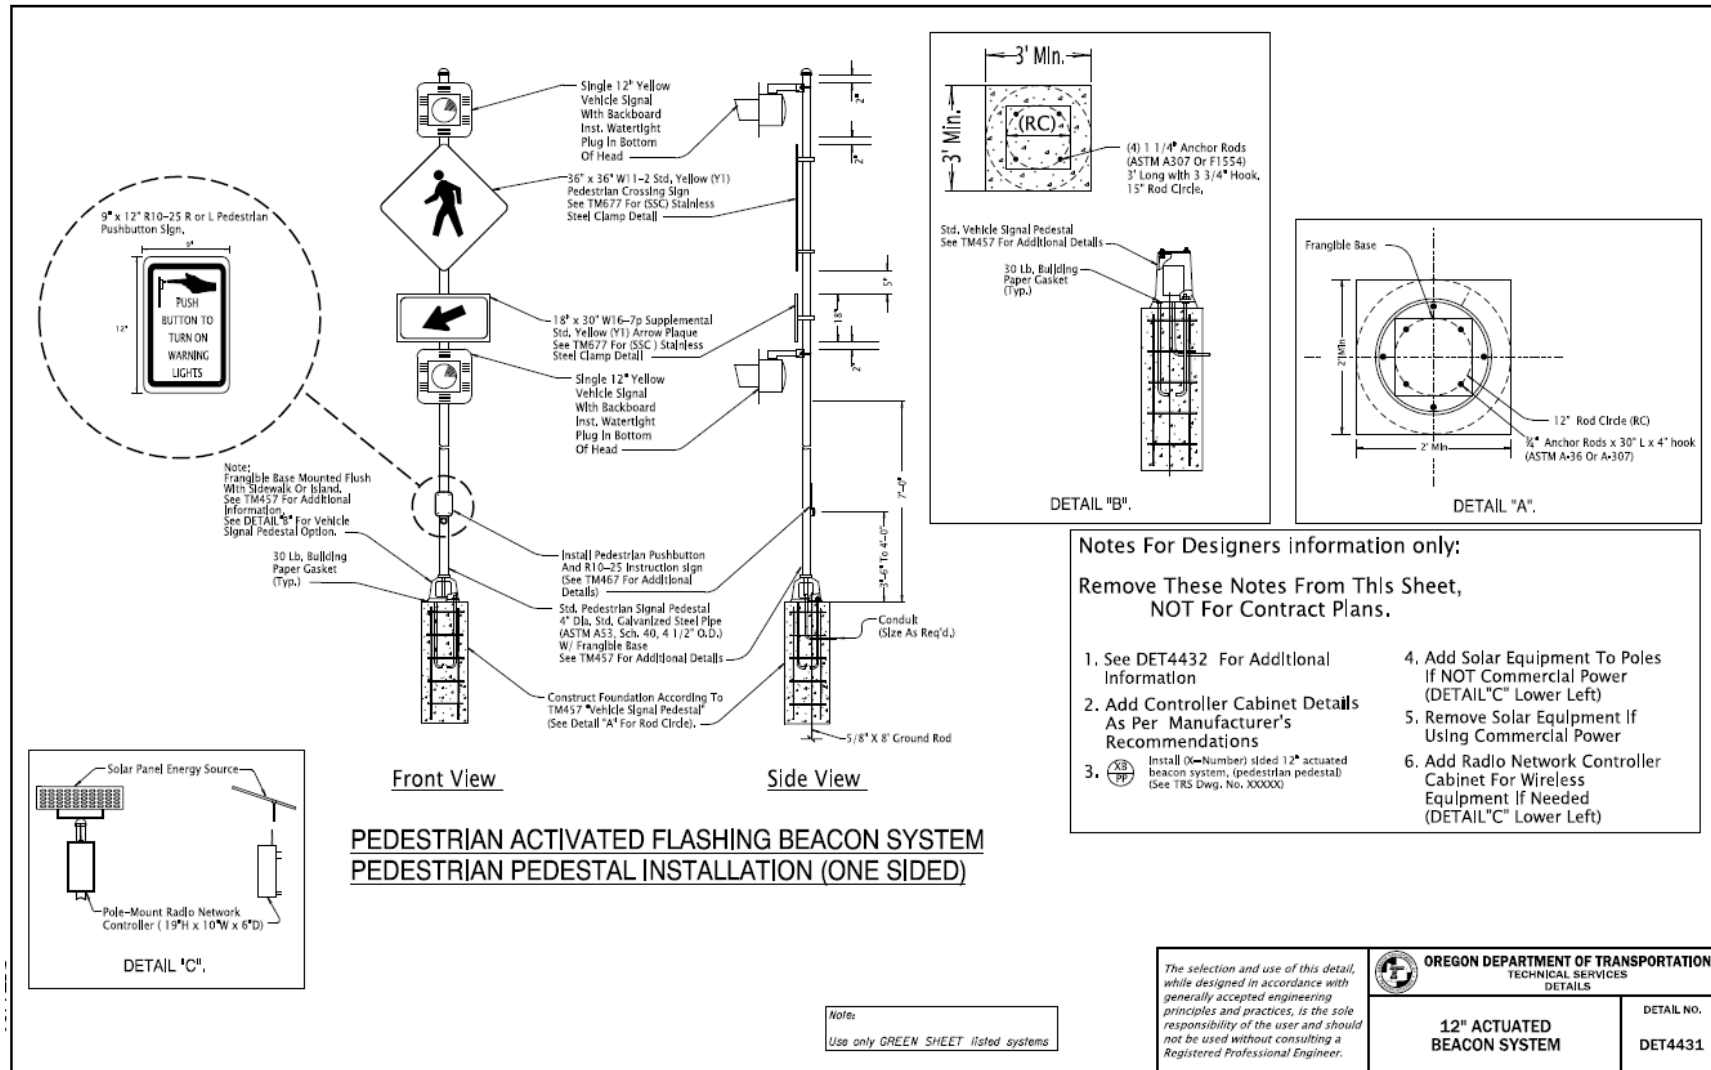 Single 12" Yellow
Vehicle Signal
With Backboard
Inst. Watertight
Plug In Bottom
Of Head
36" x 36" W11-2 Std, Yellow (Y1)
Pedestrian Crossing Sign
See TM677 For (SSC) Stainless
Steel Clamp Detail
18" x 30" W16-7p Supplemental
Std. Yellow (Y1) Arrow Plaque
See TM677 For (SSC ) Stainless
Steel Clamp Detail
Single 12" Yellow
Vehicle Signal
With Backboard
Inst. Watertight
Plug In Bottom
Of Head
9" x 12" R10-25 R or L Pedestrian
Pushbutton Sign.
9"
12"
PUSH
BUTTON TO
TURN ON
WARNING
LIGHTS
Note:
Frangible Base Mounted Flush
With Sidewalk Or Island.
See TM457 For Additional
Information.
See DETAIL"B" For Vehicle
Signal Pedestal Option.
30 Lb. Building
Paper Gasket
(Typ.)
Install Pedestrian Pushbutton
And R10-25 Instruction sign
(See TM467 For Additional
Details)
Std. Pedestrian Signal Pedestal
4" Dia. Std. Galvanized Steel Pipe
(ASTM A53, Sch. 40, 4 1/2" O.D.)
W/ Frangible Base
See TM457 For Additional Details
Construct Foundation According To
TM457 "Vehicle Signal Pedestal"
(See Detail "A" For Rod Circle).
2"
2"
5"
18"
2"
7'-0"
3'-6" To 4'-0"
Conduit
(Size As Req'd.)
5/8" X 8' Ground Rod
Front View
Side View
PEDESTRIAN ACTIVATED FLASHING BEACON SYSTEM
PEDESTRIAN PEDESTAL INSTALLATION (ONE SIDED)
3' Min.
3' Min.
(RC)
(4) 1 1/4" Anchor Rods
(ASTM A307 Or F1554)
3' Long with 3 3/4" Hook,
15" Rod Circle.
Std. Vehicle Signal Pedestal
See TM457 For Additional Details
30 Lb. Building
Paper Gasket
(Typ.)
DETAIL "B".
Frangible Base
2' Min
2' Min
12" Rod Circle (RC)
¾" Anchor Rods x 30" L x 4" hook
(ASTM A-36 Or A-307)
DETAIL "A".
Notes For Designers information only:
Remove These Notes From This Sheet,
NOT For Contract Plans.
1. See DET4432 For Additional
Information
2. Add Controller Cabinet Details
As Per Manufacturer's
Recommendations
3. XB PP Install (X-Number) sided 12" actuated
beacon system, (pedestrian pedestal)
(See TRS Dwg. No. XXXXX)
4. Add Solar Equipment To Poles
If NOT Commercial Power
(DETAIL"C" Lower Left)
5. Remove Solar Equipment If
Using Commercial Power
6. Add Radio Network Controller
Cabinet For Wireless
Equipment If Needed
(DETAIL"C" Lower Left)
Solar Panel Energy Source
Pole-Mount Radio Network
Controller ( 19"H x 10"W x 6"D)
DETAIL "C".
Note:
Use only GREEN SHEET listed systems
The selection and use of this detail,
while designed in accordance with
generally accepted engineering
principles and practices, is the sole
responsibility of the user and should
not be used without consulting a
Registered Professional Engineer.
OREGON DEPARTMENT OF TRANSPORTATION
TECHNICAL SERVICES
DETAILS
12" ACTUATED
BEACON SYSTEM
DETAIL NO.
DET4431